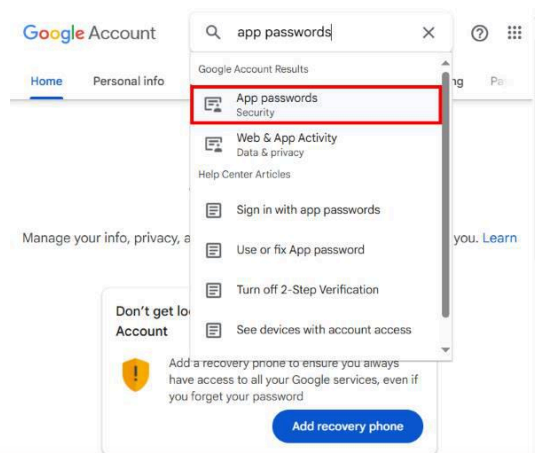 Google Account
app passwords
Home Personal info
ng
Google Account Results
App passwords
Security
Web & App Activity
Data & privacy
Help Center Articles
Sign in with app passwords
Manage your info, privacy, a
you. Learn
Use or fix App password
Turn off 2-Step Verification
Don't get lo
Account
See devices with account access
Add a recovery phone to ensure you always
have access to all your Google services, even if
you forget your password
Add recovery phone